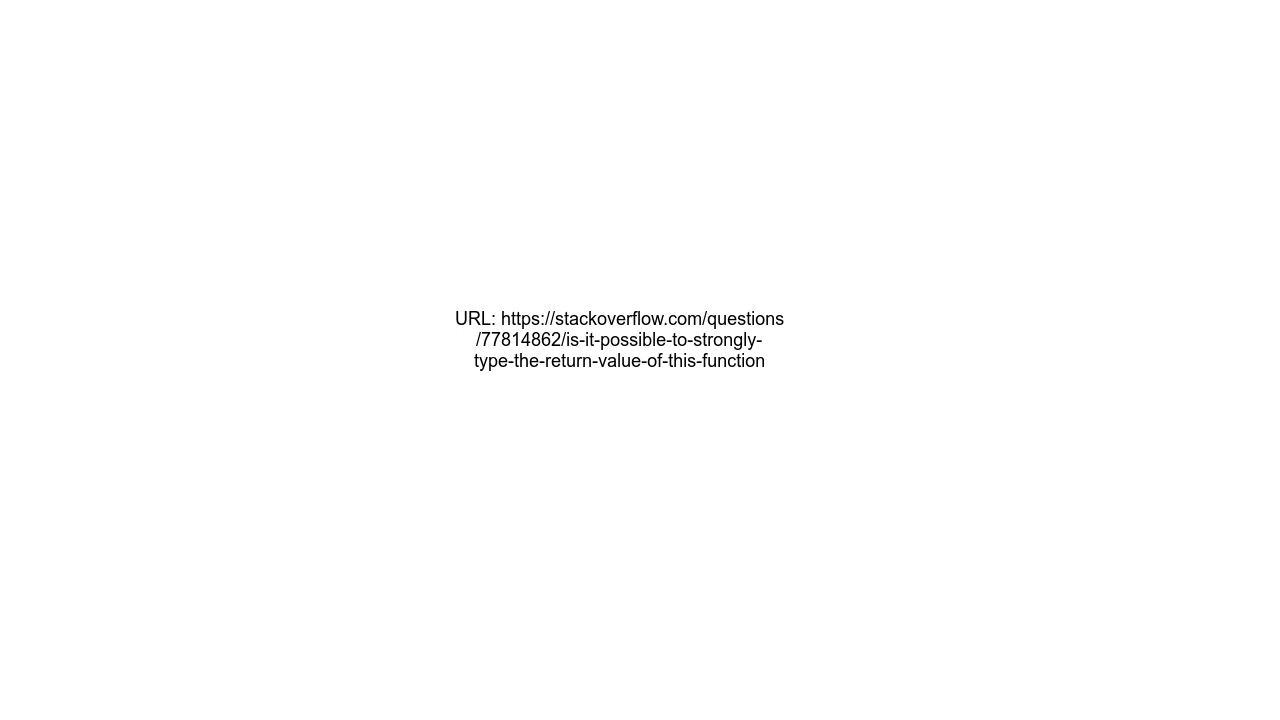 URL: https://stackoverflow.com/questions
/77814862/is-it-possible-to-strongly-
type-the-return-value-of-this-function